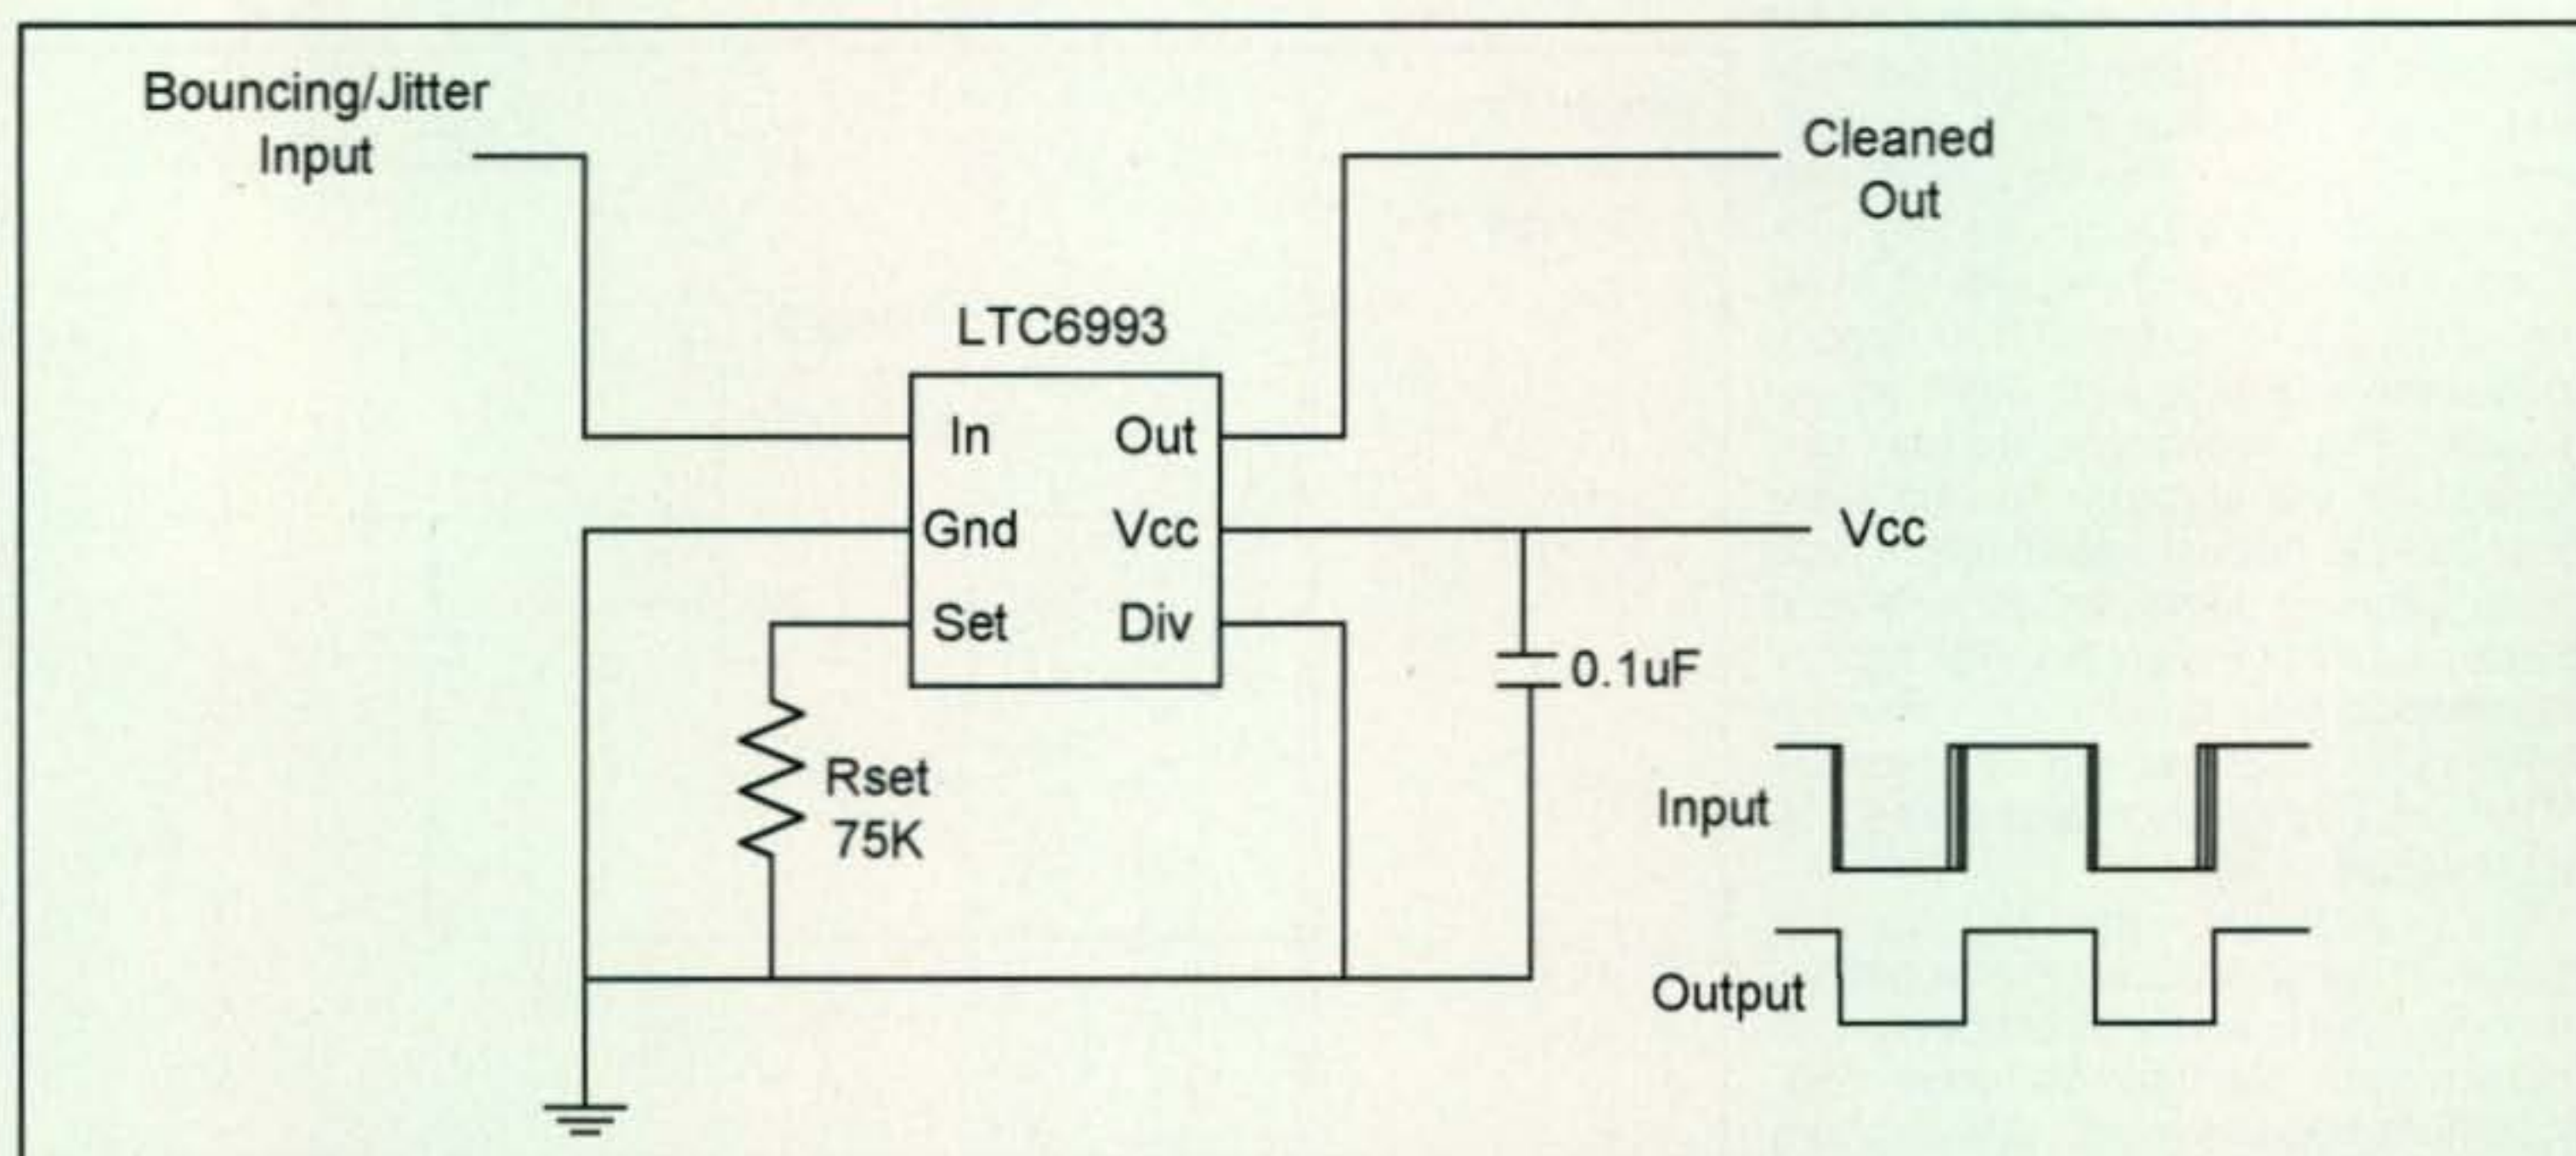 Bouncing/Jitter
Input
Cleaned
Out
LTC6993
In
Out
Gnd
Vcc
Vcc
Set
Div
0.1uF
Rset
75K
Input
Output